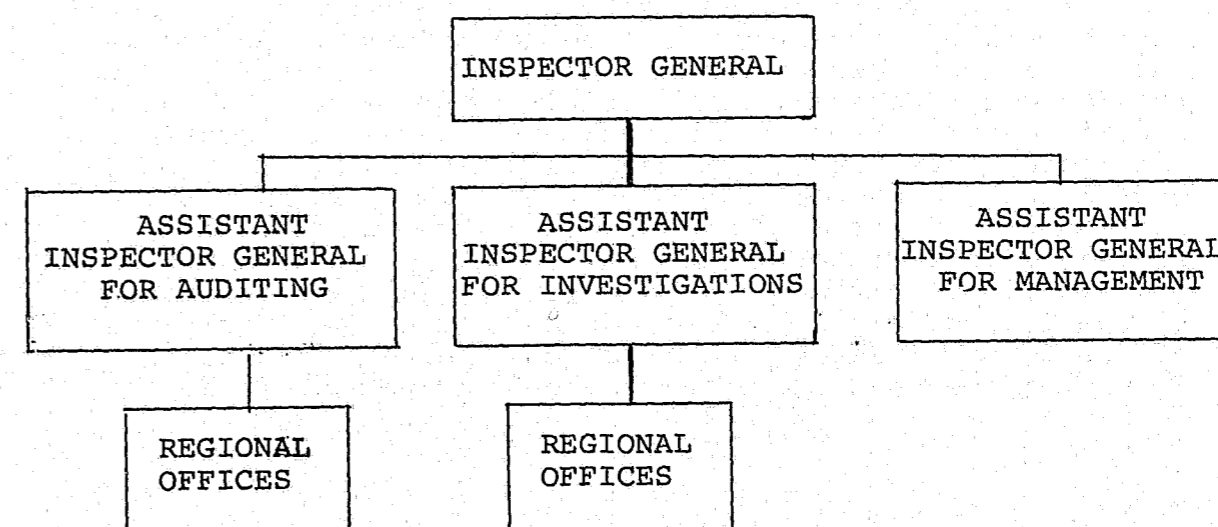 INSPECTOR GENERAL
ASSISTANT
INSPECTOR GENERAL
FOR AUDITING
ASSISTANT
INSPECTOR GENERAL
FOR INVESTIGATIONS
ASSISTANT
INSPECTOR GENERAL
FOR MANAGEMENT
REGIONAL
OFFICES
REGIONAL
OFFICES